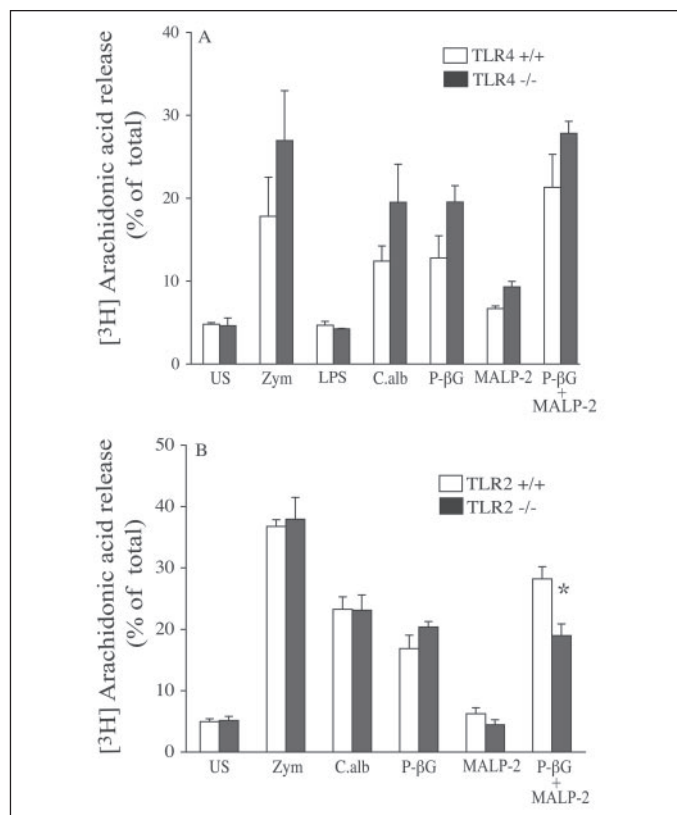 A
TLR4 +/+
TLR4 -/-
[³H] Arachidonic acid release
(% of total)
40
30
20
10
0
US Zym LPS C.alb P-βG MALP-2 P-βG
+
MALP-2
B
TLR2 +/+
TLR2 -/-
[³H] Arachidonic acid release
(% of total)
50
40
30
20
10
0
*
US Zym C.alb P-βG MALP-2 P-βG
+
MALP-2